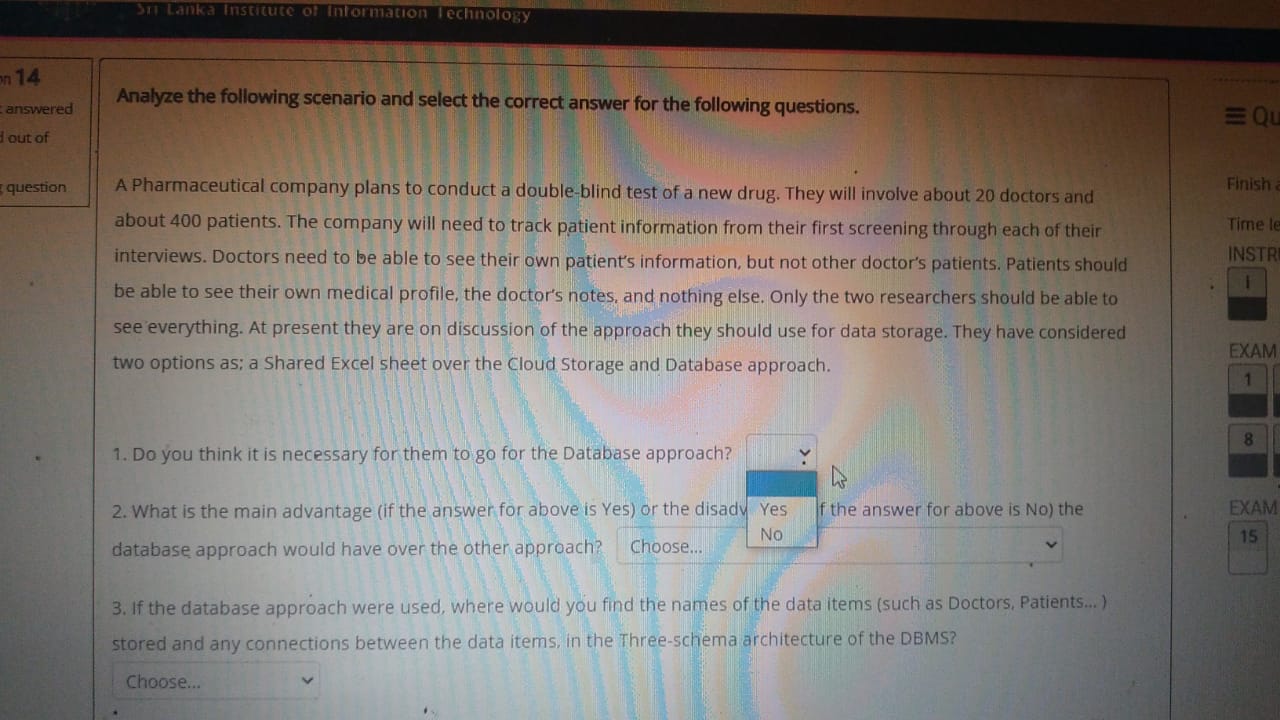 Sri Lanka Institute of Information Technology
14
answered
out of
question
Analyze the following scenario and select the correct answer for the following questions.
A Pharmaceutical company plans to conduct a double-blind test of a new drug. They will involve about 20 doctors and
about 400 patients. The company will need to track patient information from their first screening through each of their
interviews. Doctors need to be able to see their own patient's information, but not other doctor's patients. Patients should
be able to see their own medical profile, the doctor's notes, and nothing else. Only the two researchers should be able to
see everything. At present they are on discussion of the approach they should use for data storage. They have considered
two options as; a Shared Excel sheet over the Cloud Storage and Database approach.
1. Do you think it is necessary for them to go for the Database approach?
2. What is the main advantage (if the answer for above is Yes) or the disadv Yes f the answer for above is No) the
No
database approach would have over the other approach? Choose...
3. If the database approach were used, where would you find the names of the data items (such as Doctors, Patients... )
stored and any connections between the data items, in the Three-schema architecture of the DBMS?
Choose...
Qu
Finish a
Time le
INSTR
i
EXAM
1
8
EXAM
15